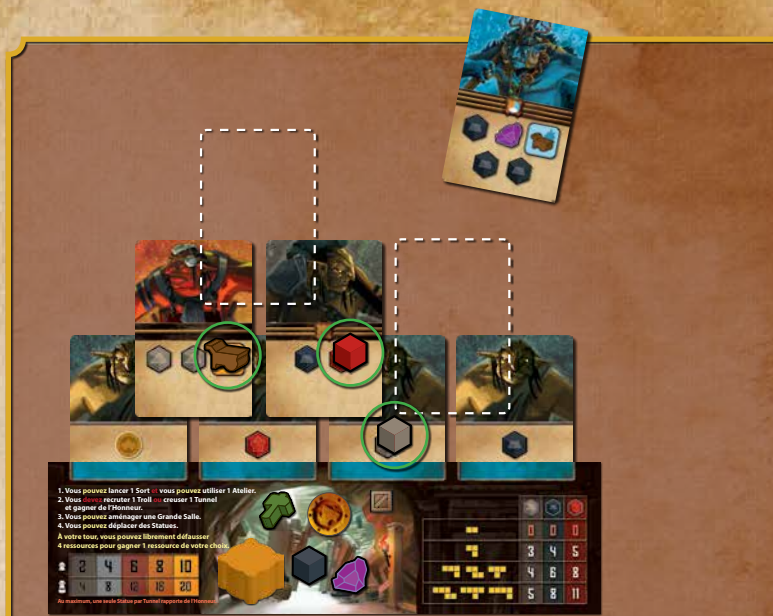 1. Vous pouvez lancer 1 Sort et vous pouvez utiliser 1 Atelier.
2. Vous devez recruter 1 Troll ou creuser 1 Tunnel
et gagner de l'Honneur.
3. Vous pouvez aménager une Grande Salle.
4. Vous pouvez déplacer des Statues.
À votre tour, vous pouvez librement défausser
4 ressources pour gagner 1 ressource de votre choix.
2 4 6 8 10
4 8 12 16 20
Au maximum, une seule Statue par Tunnel rapporte de l'Honneur.
0 0 0
3 4 5
4 6 8
5 8 11